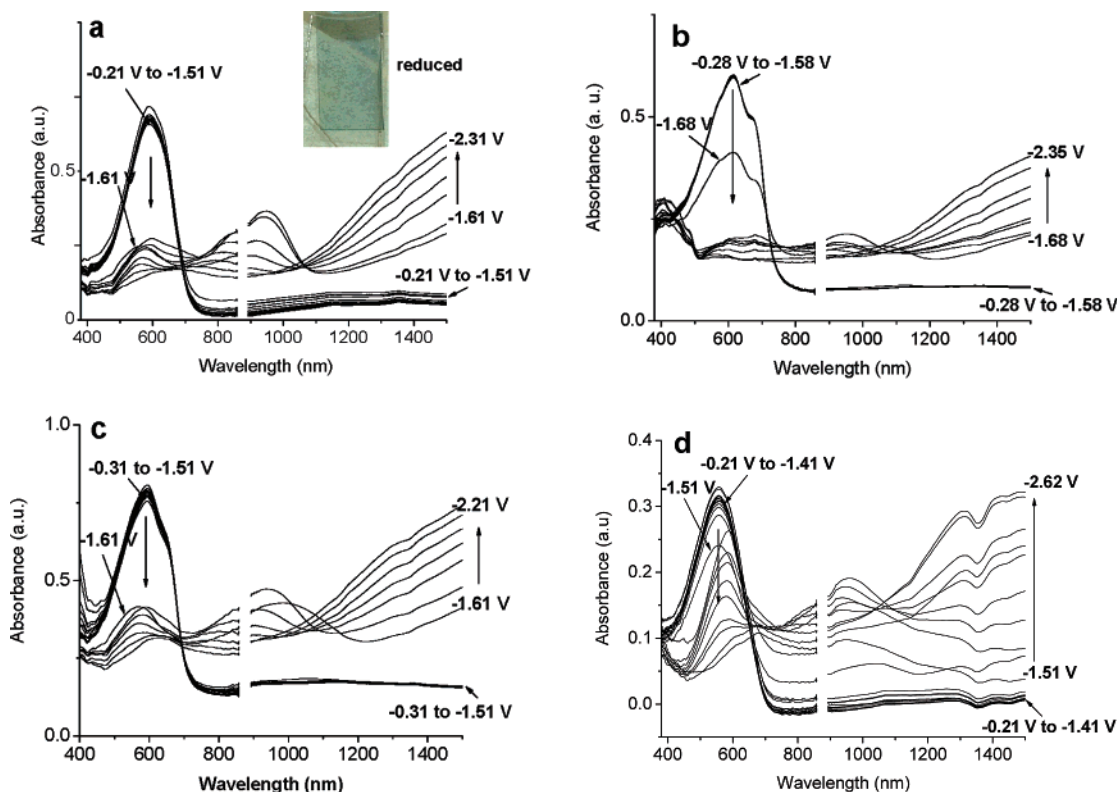 a
-0.21 V to -1.51 V
reduced
-1.61 V
-2.31 V
-1.61 V
-0.21 V to -1.51 V
0.5
0
400 600 800 1000 1200 1400
Wavelength (nm)
Absorbance (a.u.)
b
-0.28 V to -1.58 V
-1.68 V
-2.35 V
-1.68 V
-0.28 V to -1.58 V
0.5
0.0
400 600 800 1000 1200 1400
Wavelength (nm)
Absorbance (a. u.)
c
-0.31 to -1.51 V
-1.61 V
-2.21 V
-1.61 V
-0.31 to -1.51 V
1.0
0.5
0.0
400 600 800 1000 1200 1400
Wavelength (nm)
Absorbance (a.u.)
d
-0.21 V to -1.41 V
-1.51 V
-2.62 V
-1.51 V
-0.21 V to -1.41 V
0.4
0.3
0.2
0.1
0.0
400 600 800 1000 1200 1400
Wavelength (nm)
Absorbance (a.u)